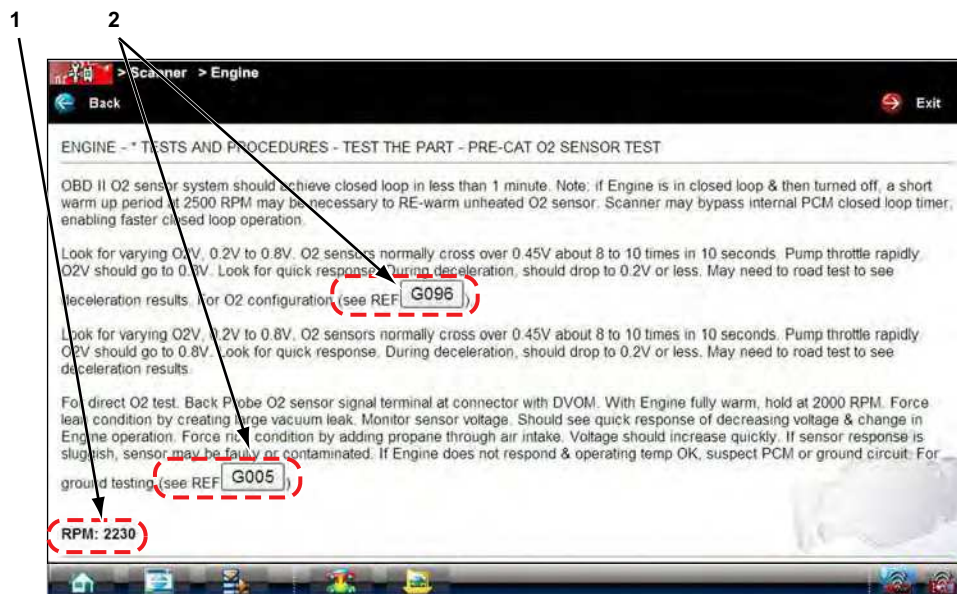 1 2
> Scanner > Engine
Back Exit
ENGINE - * TESTS AND PROCEDURES - TEST THE PART - PRE-CAT O2 SENSOR TEST
OBD II O2 sensor system should achieve closed loop in less than 1 minute. Note: if Engine is in closed loop & then turned off, a short
warm up period at 2500 RPM may be necessary to RE-warm unheated O2 sensor. Scanner may bypass internal PCM closed loop timer,
enabling faster closed loop operation.
Look for varying O2V, 0.2V to 0.8V. O2 sensors normally cross over 0.45V about 8 to 10 times in 10 seconds. Pump throttle rapidly.
O2V should go to 0.8V. Look for quick response. During deceleration, should drop to 0.2V or less. May need to road test to see
deceleration results. For O2 configuration (see REF G096 )
Look for varying O2V, 0.2V to 0.8V. O2 sensors normally cross over 0.45V about 8 to 10 times in 10 seconds. Pump throttle rapidly.
O2V should go to 0.8V. Look for quick response. During deceleration, should drop to 0.2V or less. May need to road test to see
deceleration results.
For direct O2 test. Back Probe O2 sensor signal terminal at connector with DVOM. With Engine fully warm, hold at 2000 RPM. Force
lean condition by creating large vacuum leak. Monitor sensor voltage. Should see quick response of decreasing voltage & change in
Engine operation. Force rich condition by adding propane through air intake. Voltage should increase quickly. If sensor response is
sluggish, sensor may be faulty or contaminated. If Engine does not respond & operating temp OK, suspect PCM or ground circuit. For
ground testing (see REF G005 )
RPM: 2230